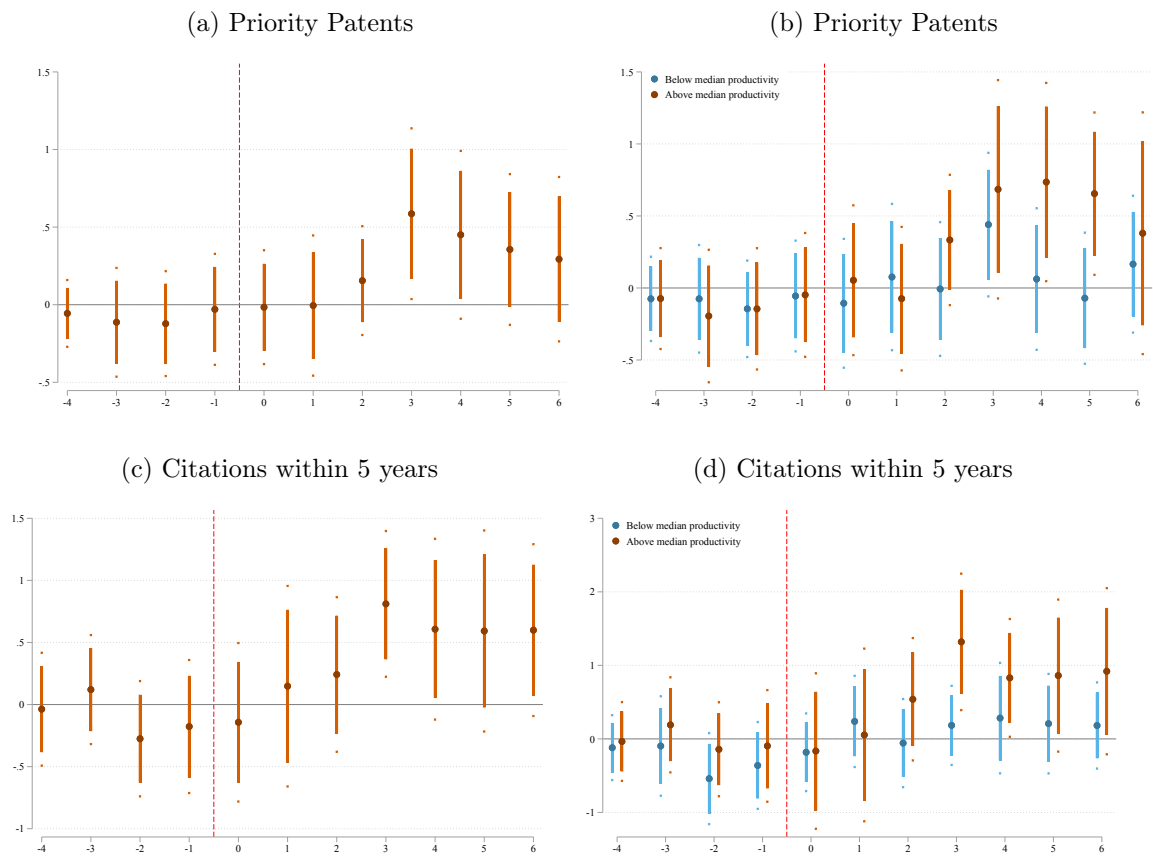 (a) Priority Patents
(b) Priority Patents
1.5
1
.5
0
-.5
-4 -3 -2 -1 0 1 2 3 4 5 6
Below median productivity
Above median productivity
1.5
1
.5
0
-.5
-4 -3 -2 -1 0 1 2 3 4 5 6
(c) Citations within 5 years
(d) Citations within 5 years
1.5
1
.5
0
-.5
-1
-4 -3 -2 -1 0 1 2 3 4 5 6
Below median productivity
Above median productivity
3
2
1
0
-1
-4 -3 -2 -1 0 1 2 3 4 5 6